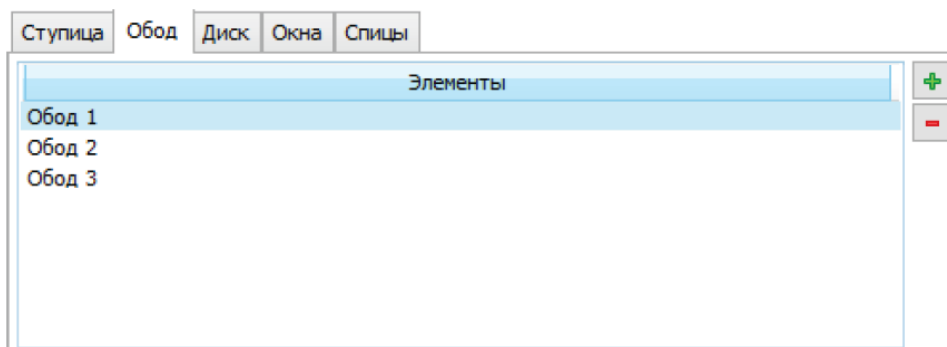 Ступица Обод Диск Окна Спицы
Элементы
Обод 1
Обод 2
Обод 3